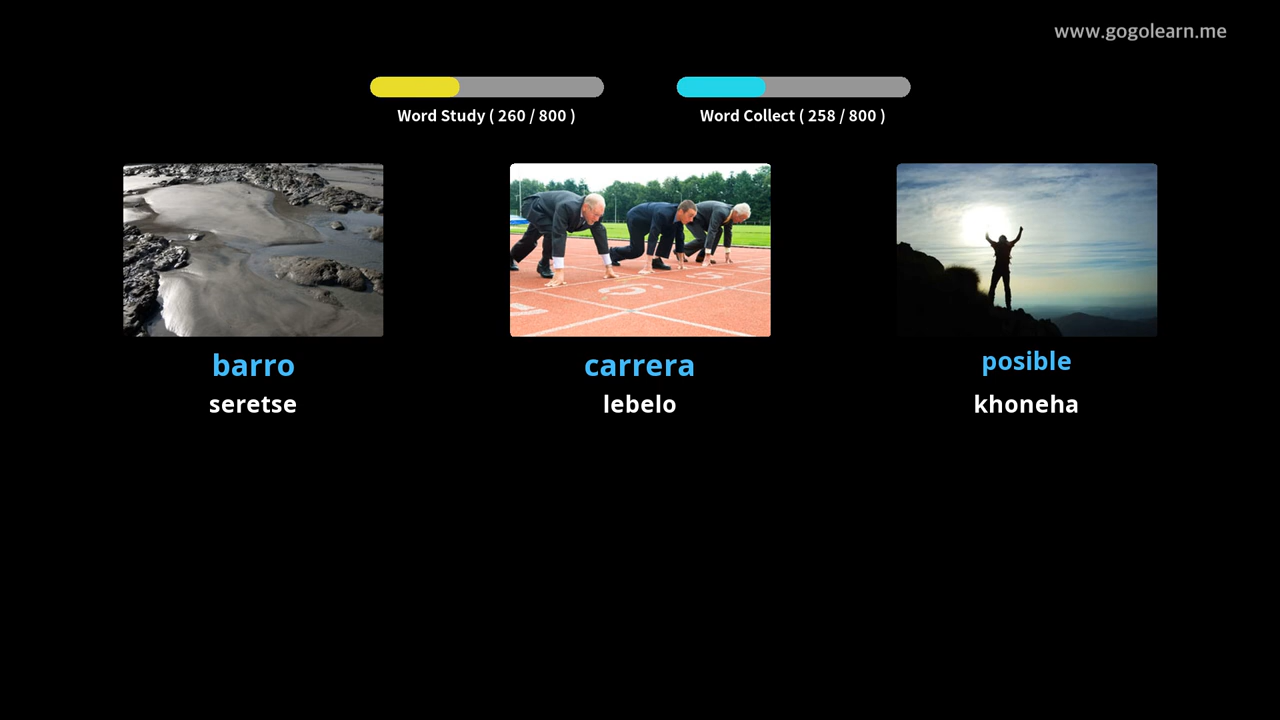 www.gogolearn.me
Word Study ( 260 / 800 )
Word Collect ( 258 / 800 )
barro
carrera
posible
seretse
lebelo
khoneha